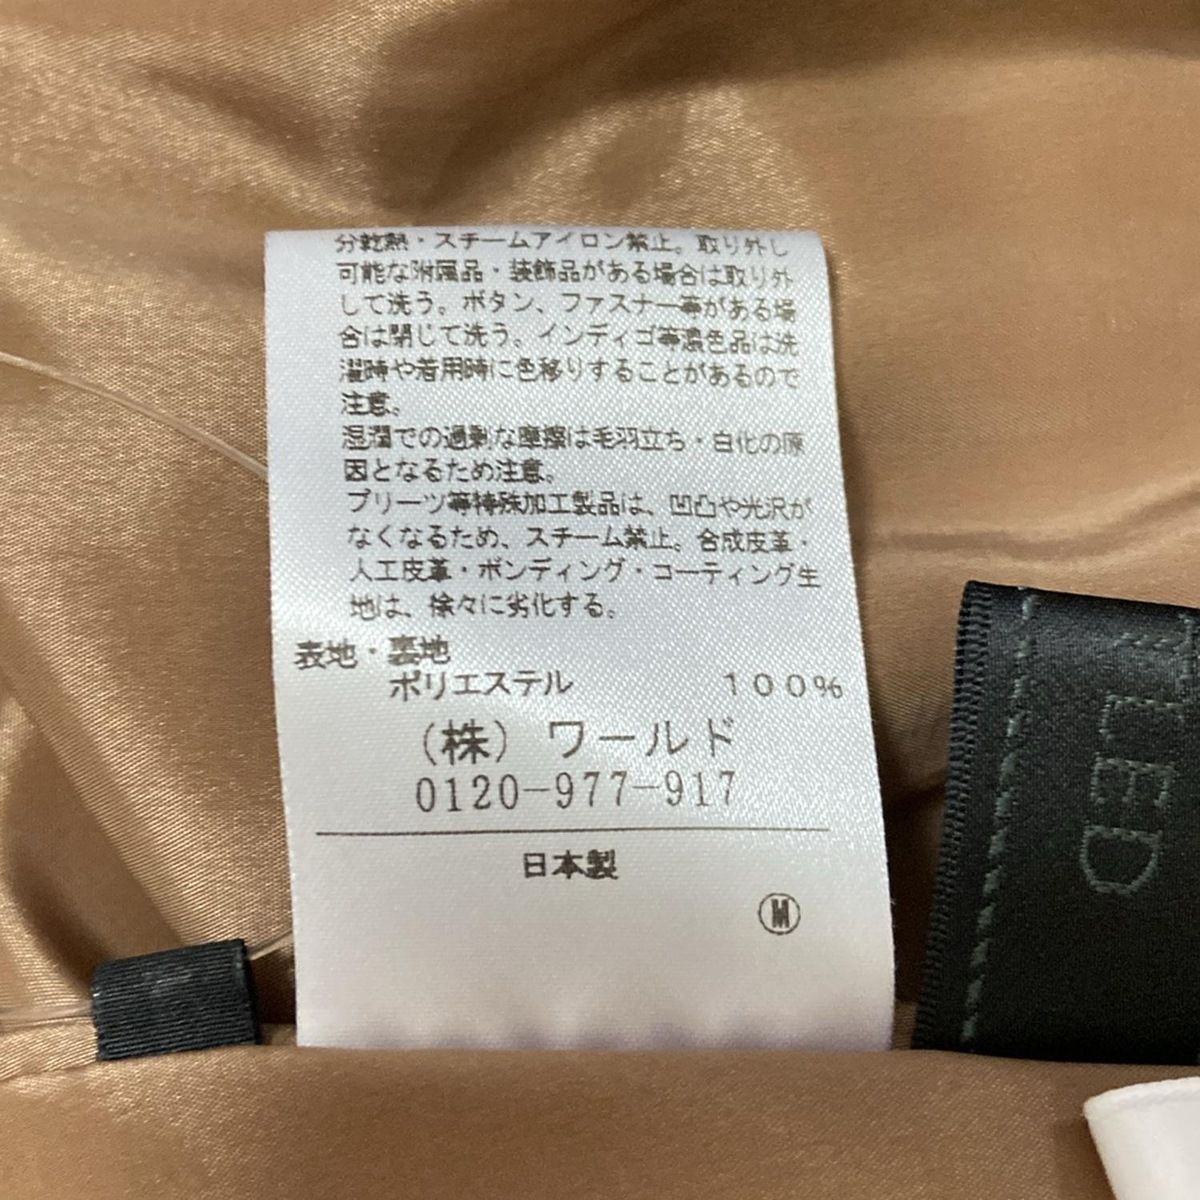 分乾熱・スチームアイロン禁止。取り外し
可能な附属品・装飾品がある場合は取り外
して洗う。ボタン、ファスナー等がある場
合は閉じて洗う。インディゴ等濃色品は洗
濯時や着用時に色移りすることがあるので
注意。
湿潤での過剰な摩擦は毛羽立ち・白化の原
因となるため注意。
プリーツ等特殊加工製品は、凹凸や光沢が
なくなるため、スチーム禁止。合成皮革・
人工皮革・ボンディング・コーティング生
地は、徐々に劣化する。
表地・裏地
ポリエステル 100%
(株) ワールド
0120-977-917
日本製
Ⓜ
LED